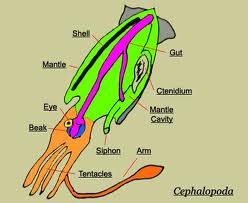 Shell
Gut
Mantle
Ctenidium
Eye
Mantle
Cavity
Beak
Siphon
Arm
Tentacles
Cephalopoda